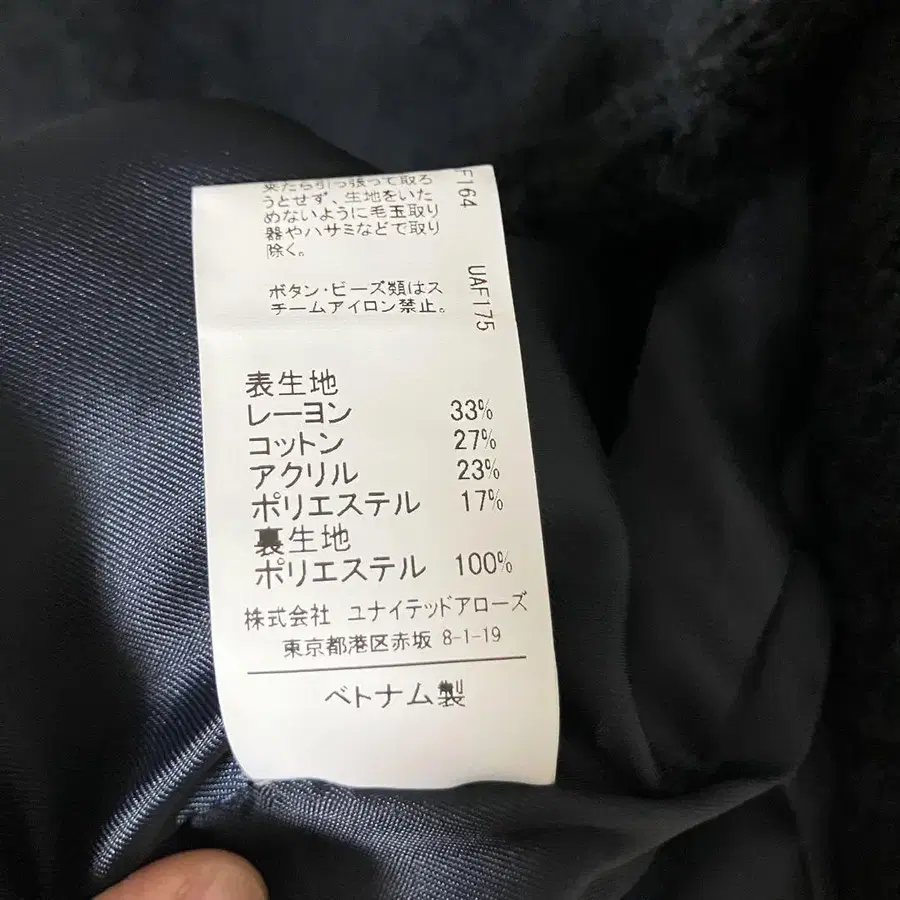 来たら引っ張って取ろ
うとせず、生地をいた
めないように毛玉取り
器やハサミなどで取り
除く。
ボタン・ビーズ類はス
チームアイロン禁止。
F164
UAF175
表生地
レーヨン 33%
コットン 27%
アクリル 23%
ポリエステル 17%
裏生地
ポリエステル 100%
株式会社 ユナイテッドアローズ
東京都港区赤坂 8-1-19
ベトナム製